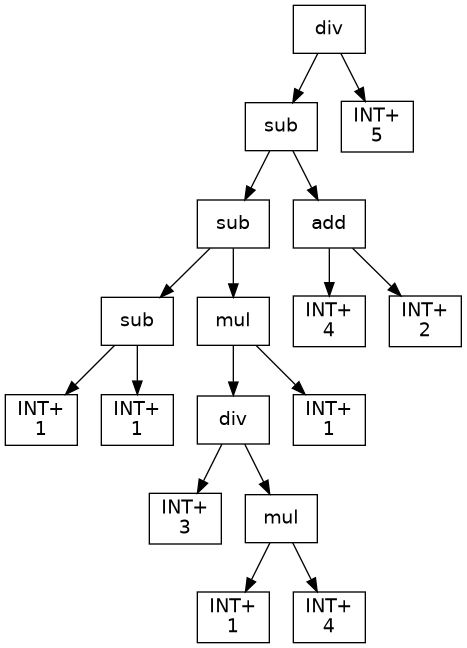 div
sub
INT+
5
sub
add
sub
mul
INT+
4
INT+
2
INT+
1
INT+
1
div
INT+
1
INT+
3
mul
INT+
1
INT+
4